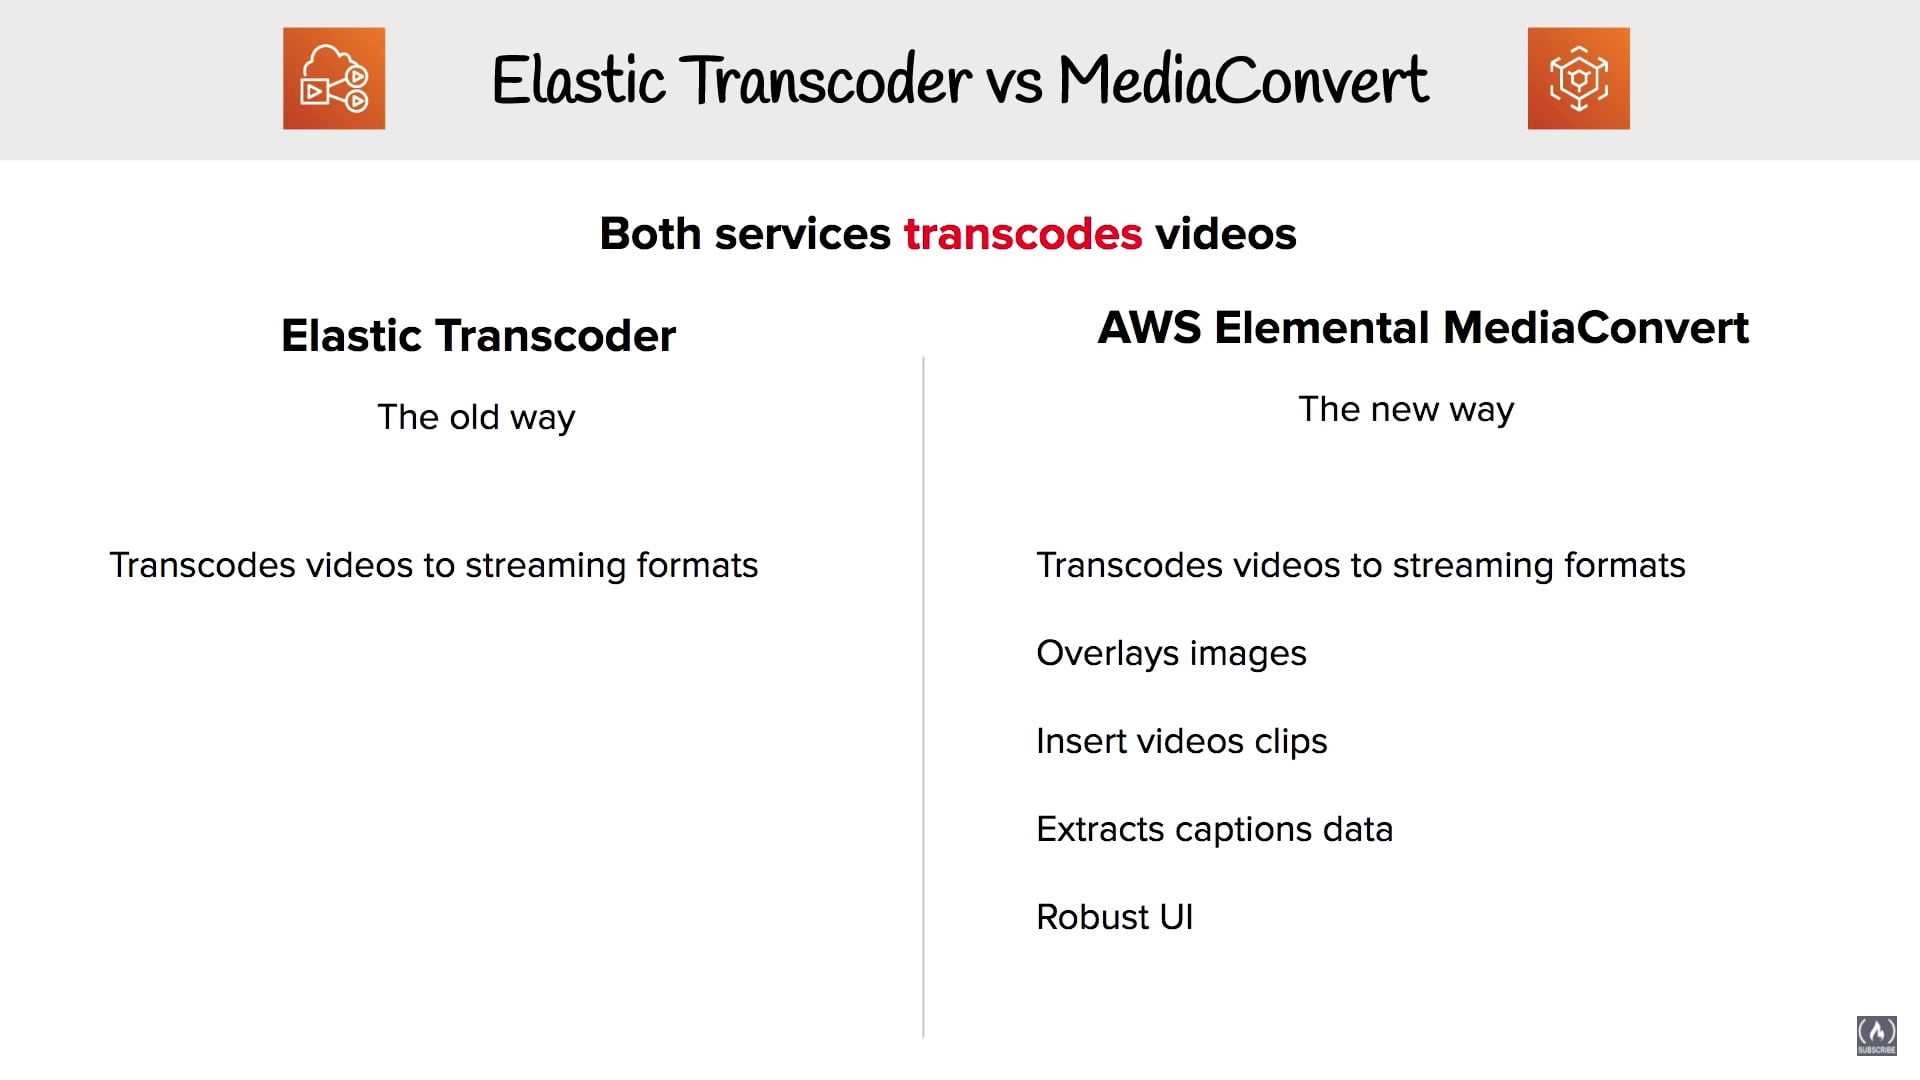 Elastic Transcoder vs MediaConvert
Both services transcodes videos
Elastic Transcoder
The old way
Transcodes videos to streaming formats
AWS Elemental MediaConvert
The new way
Transcodes videos to streaming formats
Overlays images
Insert videos clips
Extracts captions data
Robust UI
SUBSCRIBE